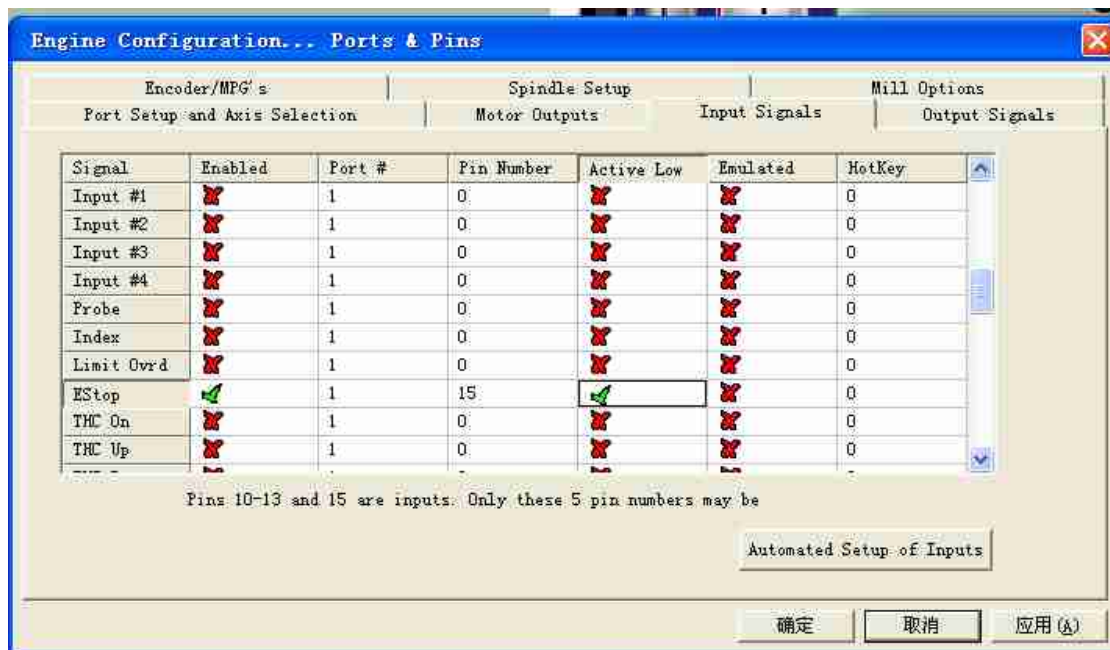 Engine Configuration... Ports & Pins
Encoder/MPG's Spindle Setup Mill Options
Port Setup and Axis Selection Motor Outputs Input Signals Output Signals
Signal Enabled Port # Pin Number Active Low Emulated HotKey
Input #1 1 0 0
Input #2 1 0 0
Input #3 1 0 0
Input #4 1 0 0
Probe 1 0 0
Index 1 0 0
Limit Ovrd 1 0 0
EStop 1 15 0
THC On 1 0 0
THC Up 1 0 0
Pins 10-13 and 15 are inputs. Only these 5 pin numbers may be
Automated Setup of Inputs
确定 取消 应用(A)